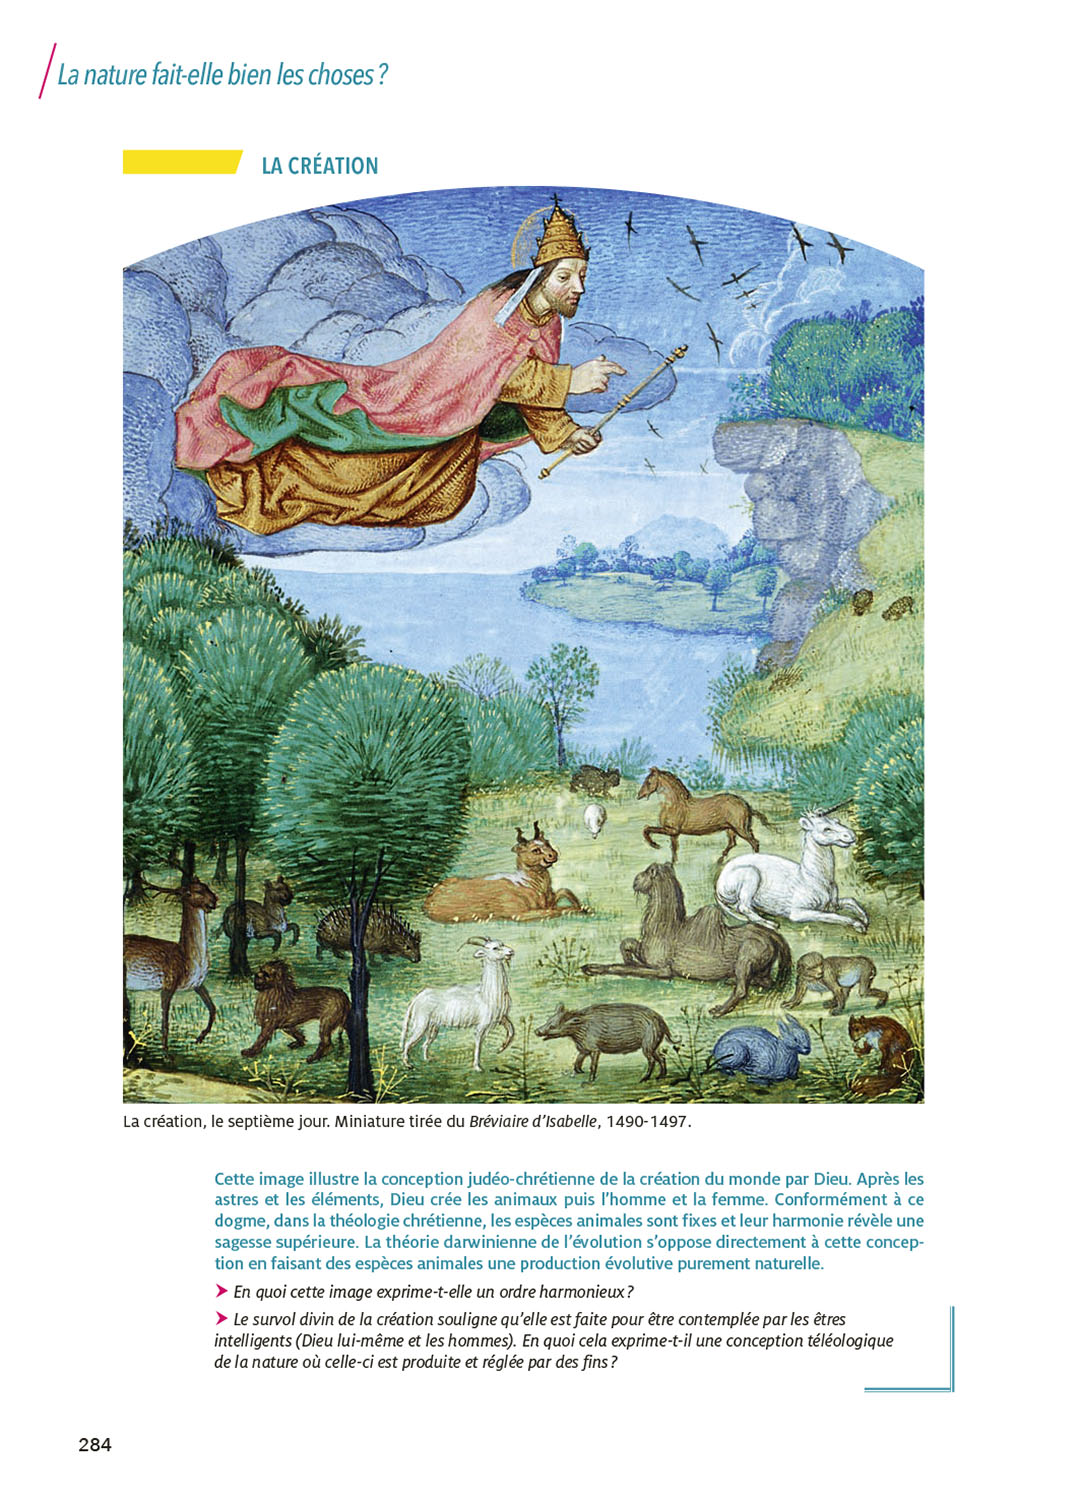 La nature fait-elle bien les choses ?
LA CRÉATION
La création, le septième jour. Miniature tirée du Bréviaire d'Isabelle, 1490-1497.
Cette image illustre la conception judéo-chrétienne de la création du monde par Dieu. Après les
astres et les éléments, Dieu crée les animaux puis l'homme et la femme. Conformément à ce
dogme, dans la théologie chrétienne, les espèces animales sont fixes et leur harmonie révèle une
sagesse supérieure. La théorie darwinienne de l'évolution s'oppose directement à cette concep-
tion en faisant des espèces animales une production évolutive purement naturelle.
➤ En quoi cette image exprime-t-elle un ordre harmonieux ?
➤ Le survol divin de la création souligne qu'elle est faite pour être contemplée par les êtres
intelligents (Dieu lui-même et les hommes). En quoi cela exprime-t-il une conception téléologique
de la nature où celle-ci est produite et réglée par des fins ?
284